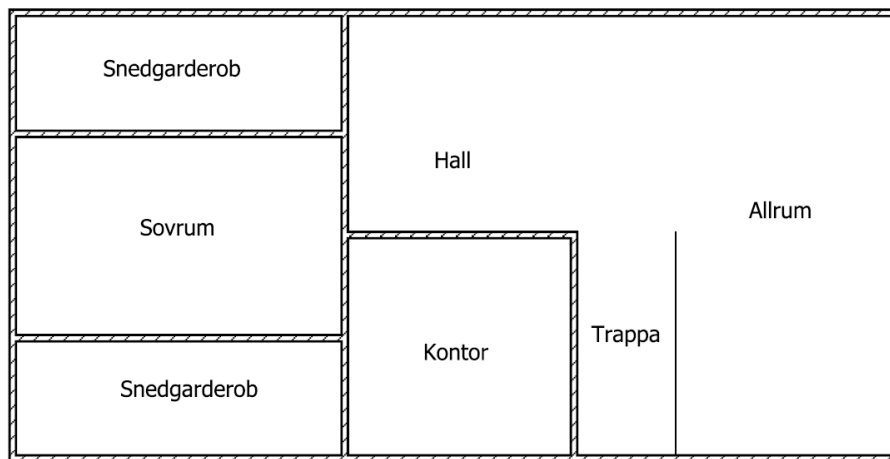 Snedgarderob
Hall
Allrum
Sovrum
Trappa
Kontor
Snedgarderob